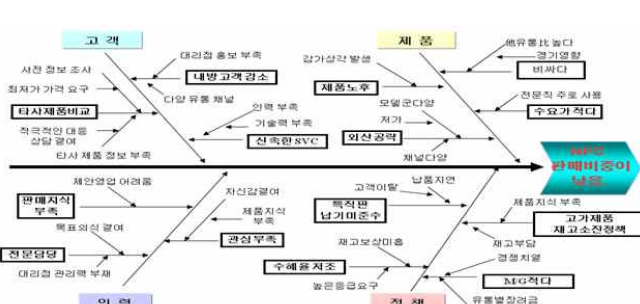 고객
제품
대리점 홍보 부족
사전 정보 조사
내방고객감소
최저가 가격 요구
다양 유통 채널
타사제품비교
인력 부족
적극적인 대응
상담 결여
기술력 부족
신속한 SVC
타사 제품 정보 부족
他유통比 높다
경기영향
감가상각 발생
비싸다
제품노후
전문직 주로 사용
모델군다양
수요가적다
저가
외산공략
채널다양
판매비중이
낮음
제안영업 어려움
자신감결여
판매지식
부족
제품지식
부족
목표의식 결여
관심부족
전문담당
대리점 관리력 부재
인력
납품지연
고객이탈
특직판
납기미준수
제품지식 부족
고가제품
재고소진정책
재고보상미흡
재고부담
경쟁치열
수혜율저조
M/G적다
높은등급요구
유통별장려금
정책